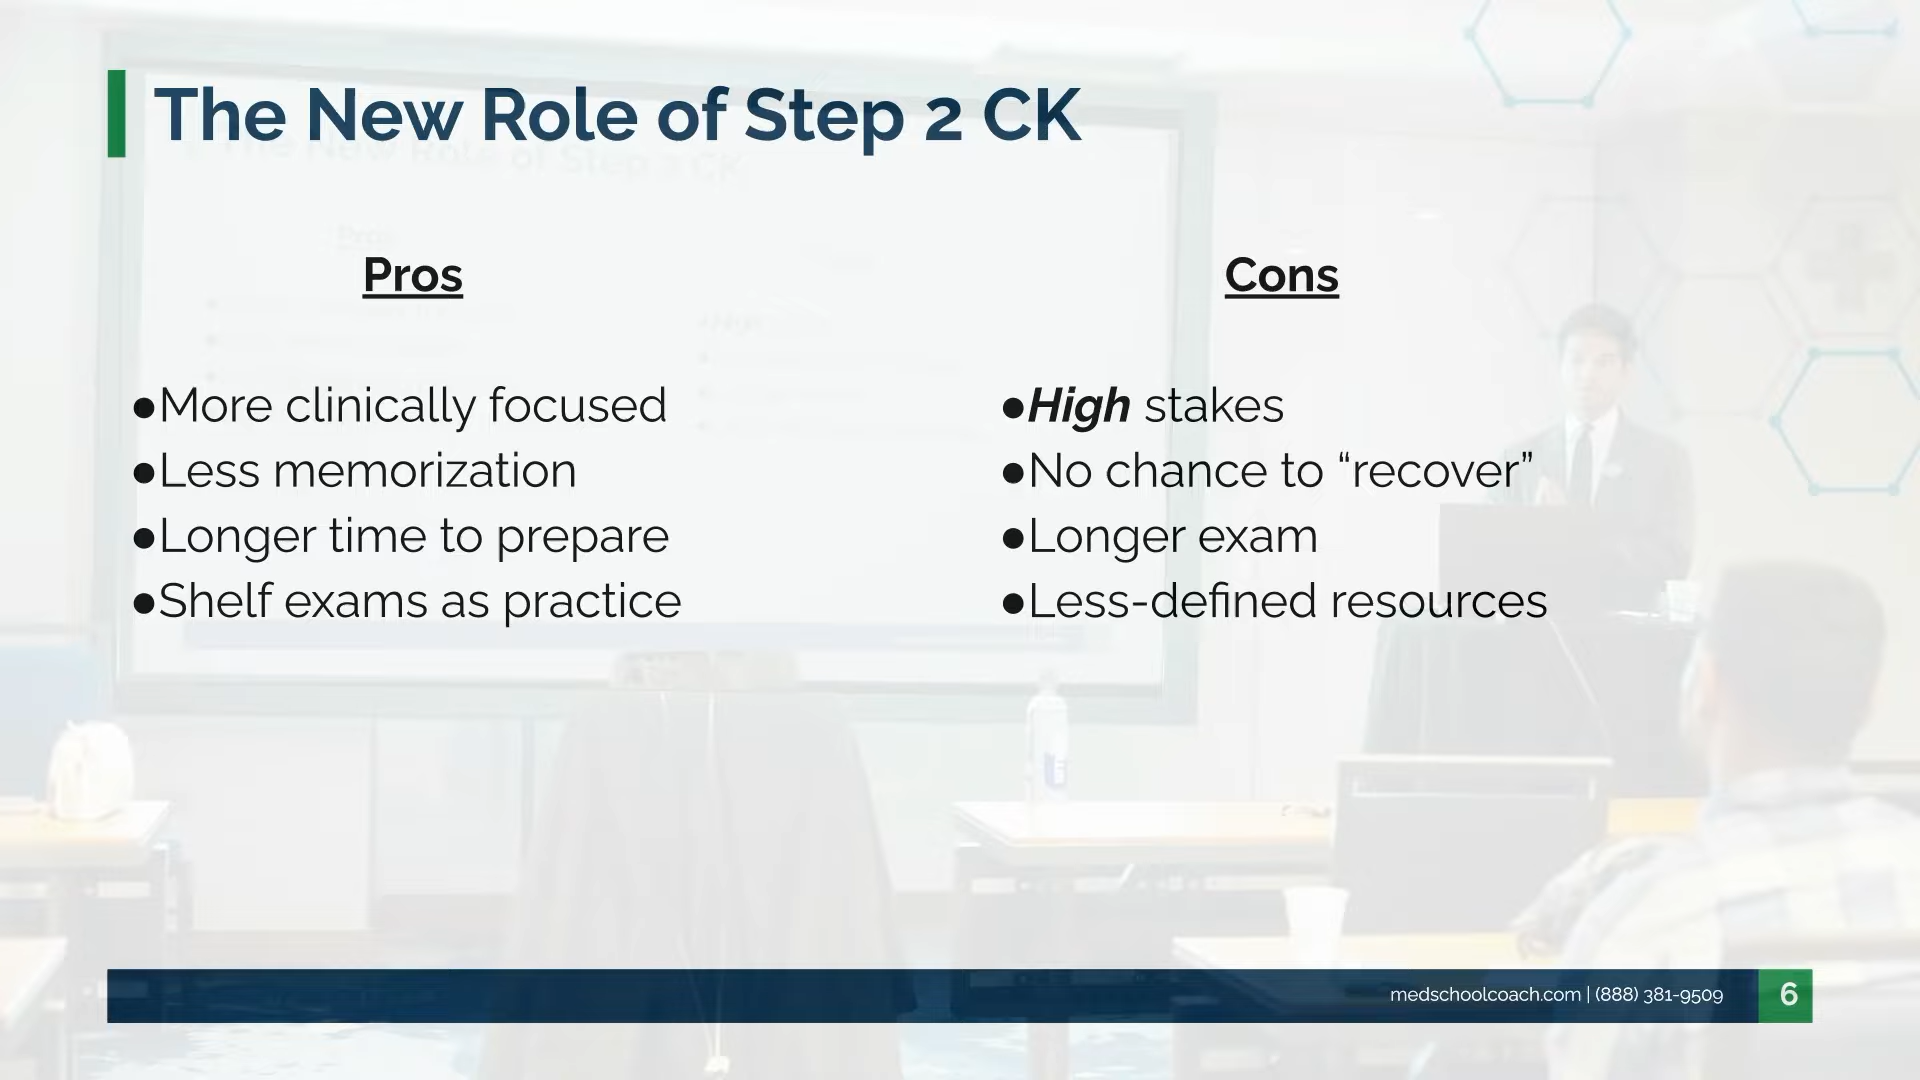 The New Role of Step 2 CK
Pros
●More clinically focused
●Less memorization
●Longer time to prepare
●Shelf exams as practice
Cons
●High stakes
●No chance to “recover”
●Longer exam
●Less-defined resources
medschoolcoach.com | (888) 381-9509
6